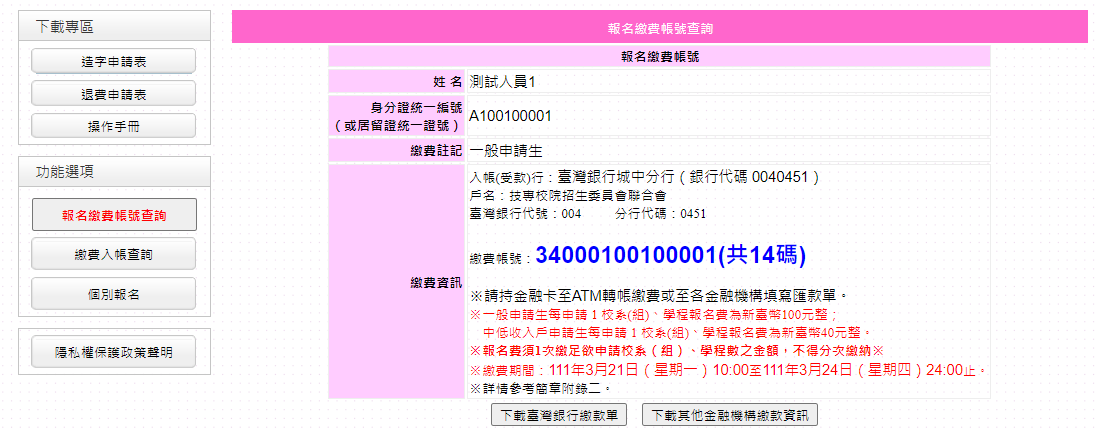 下載專區
造字申請表
退費申請表
操作手冊
功能選項
報名繳費帳號查詢
繳費入帳查詢
個別報名
隱私權保護政策聲明
報名繳費帳號查詢
報名繳費帳號
姓 名 測試人員1
身分證統一編號
（或居留證統一證號） A100100001
繳費註記 一般申請生
繳費資訊
入帳(受款)行：臺灣銀行城中分行（銀行代碼 0040451）
戶名：技專校院招生委員會聯合會
臺灣銀行代號：004 分行代碼：0451
繳費帳號：34000100100001(共14碼)
※請持金融卡至ATM轉帳繳費或至各金融機構填寫匯款單。
※一般申請生每申請 1 校系(組)、學程報名費為新臺幣100元整；
中低收入戶申請生每申請 1 校系(組)、學程報名費為新臺幣40元整。
※報名費須1次繳足欲申請校系（組）、學程數之金額，不得分次繳納※
※繳費期間：111年3月21日（星期一）10:00至111年3月24日（星期四）24:00止。
※詳情參考簡章附錄二。
下載臺灣銀行繳款單
下載其他金融機構繳款資訊